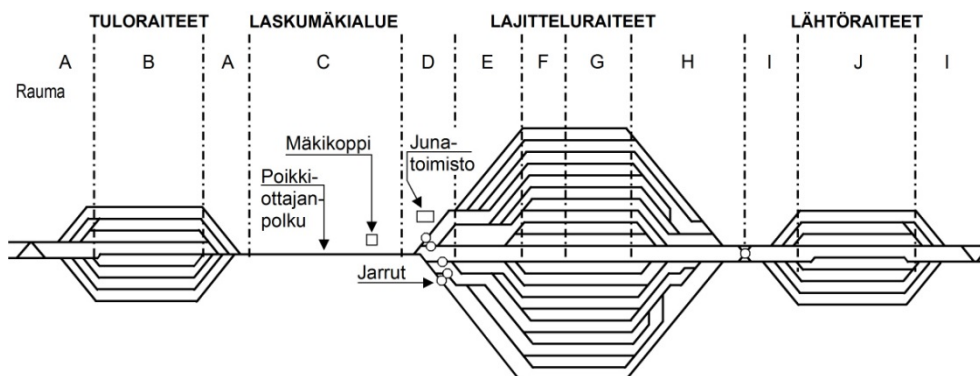 TULORAITEET LASKUMÄKIALUE LAJITTELURAITEET LÄHTÖRAITEET
A B A C D E F G H I J I
Rauma
Mäkikoppi
Juna-
toimisto
Poikki-
ottajan-
polku
Jarrut